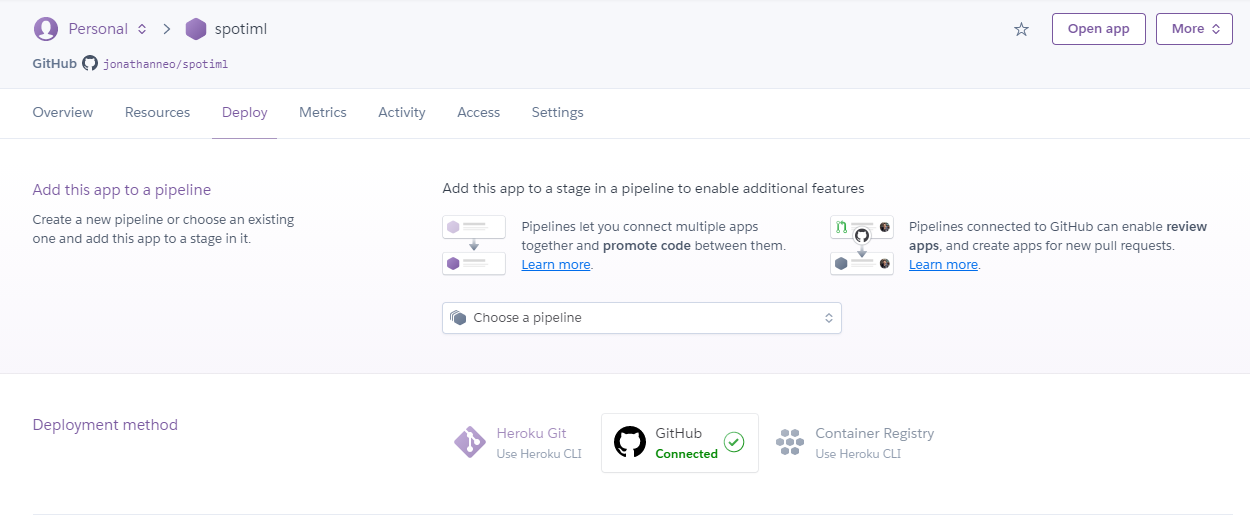 Personal spotiml Open app More
GitHub jonathanneo/spotiml
Overview Resources Deploy Metrics Activity Access Settings
Add this app to a pipeline
Create a new pipeline or choose an existing
one and add this app to a stage in it.
Add this app to a stage in a pipeline to enable additional features
Pipelines let you connect multiple apps
together and promote code between them.
Learn more.
Pipelines connected to GitHub can enable review
apps, and create apps for new pull requests.
Learn more.
Choose a pipeline
Deployment method
Heroku Git
Use Heroku CLI
GitHub
Connected
Container Registry
Use Heroku CLI